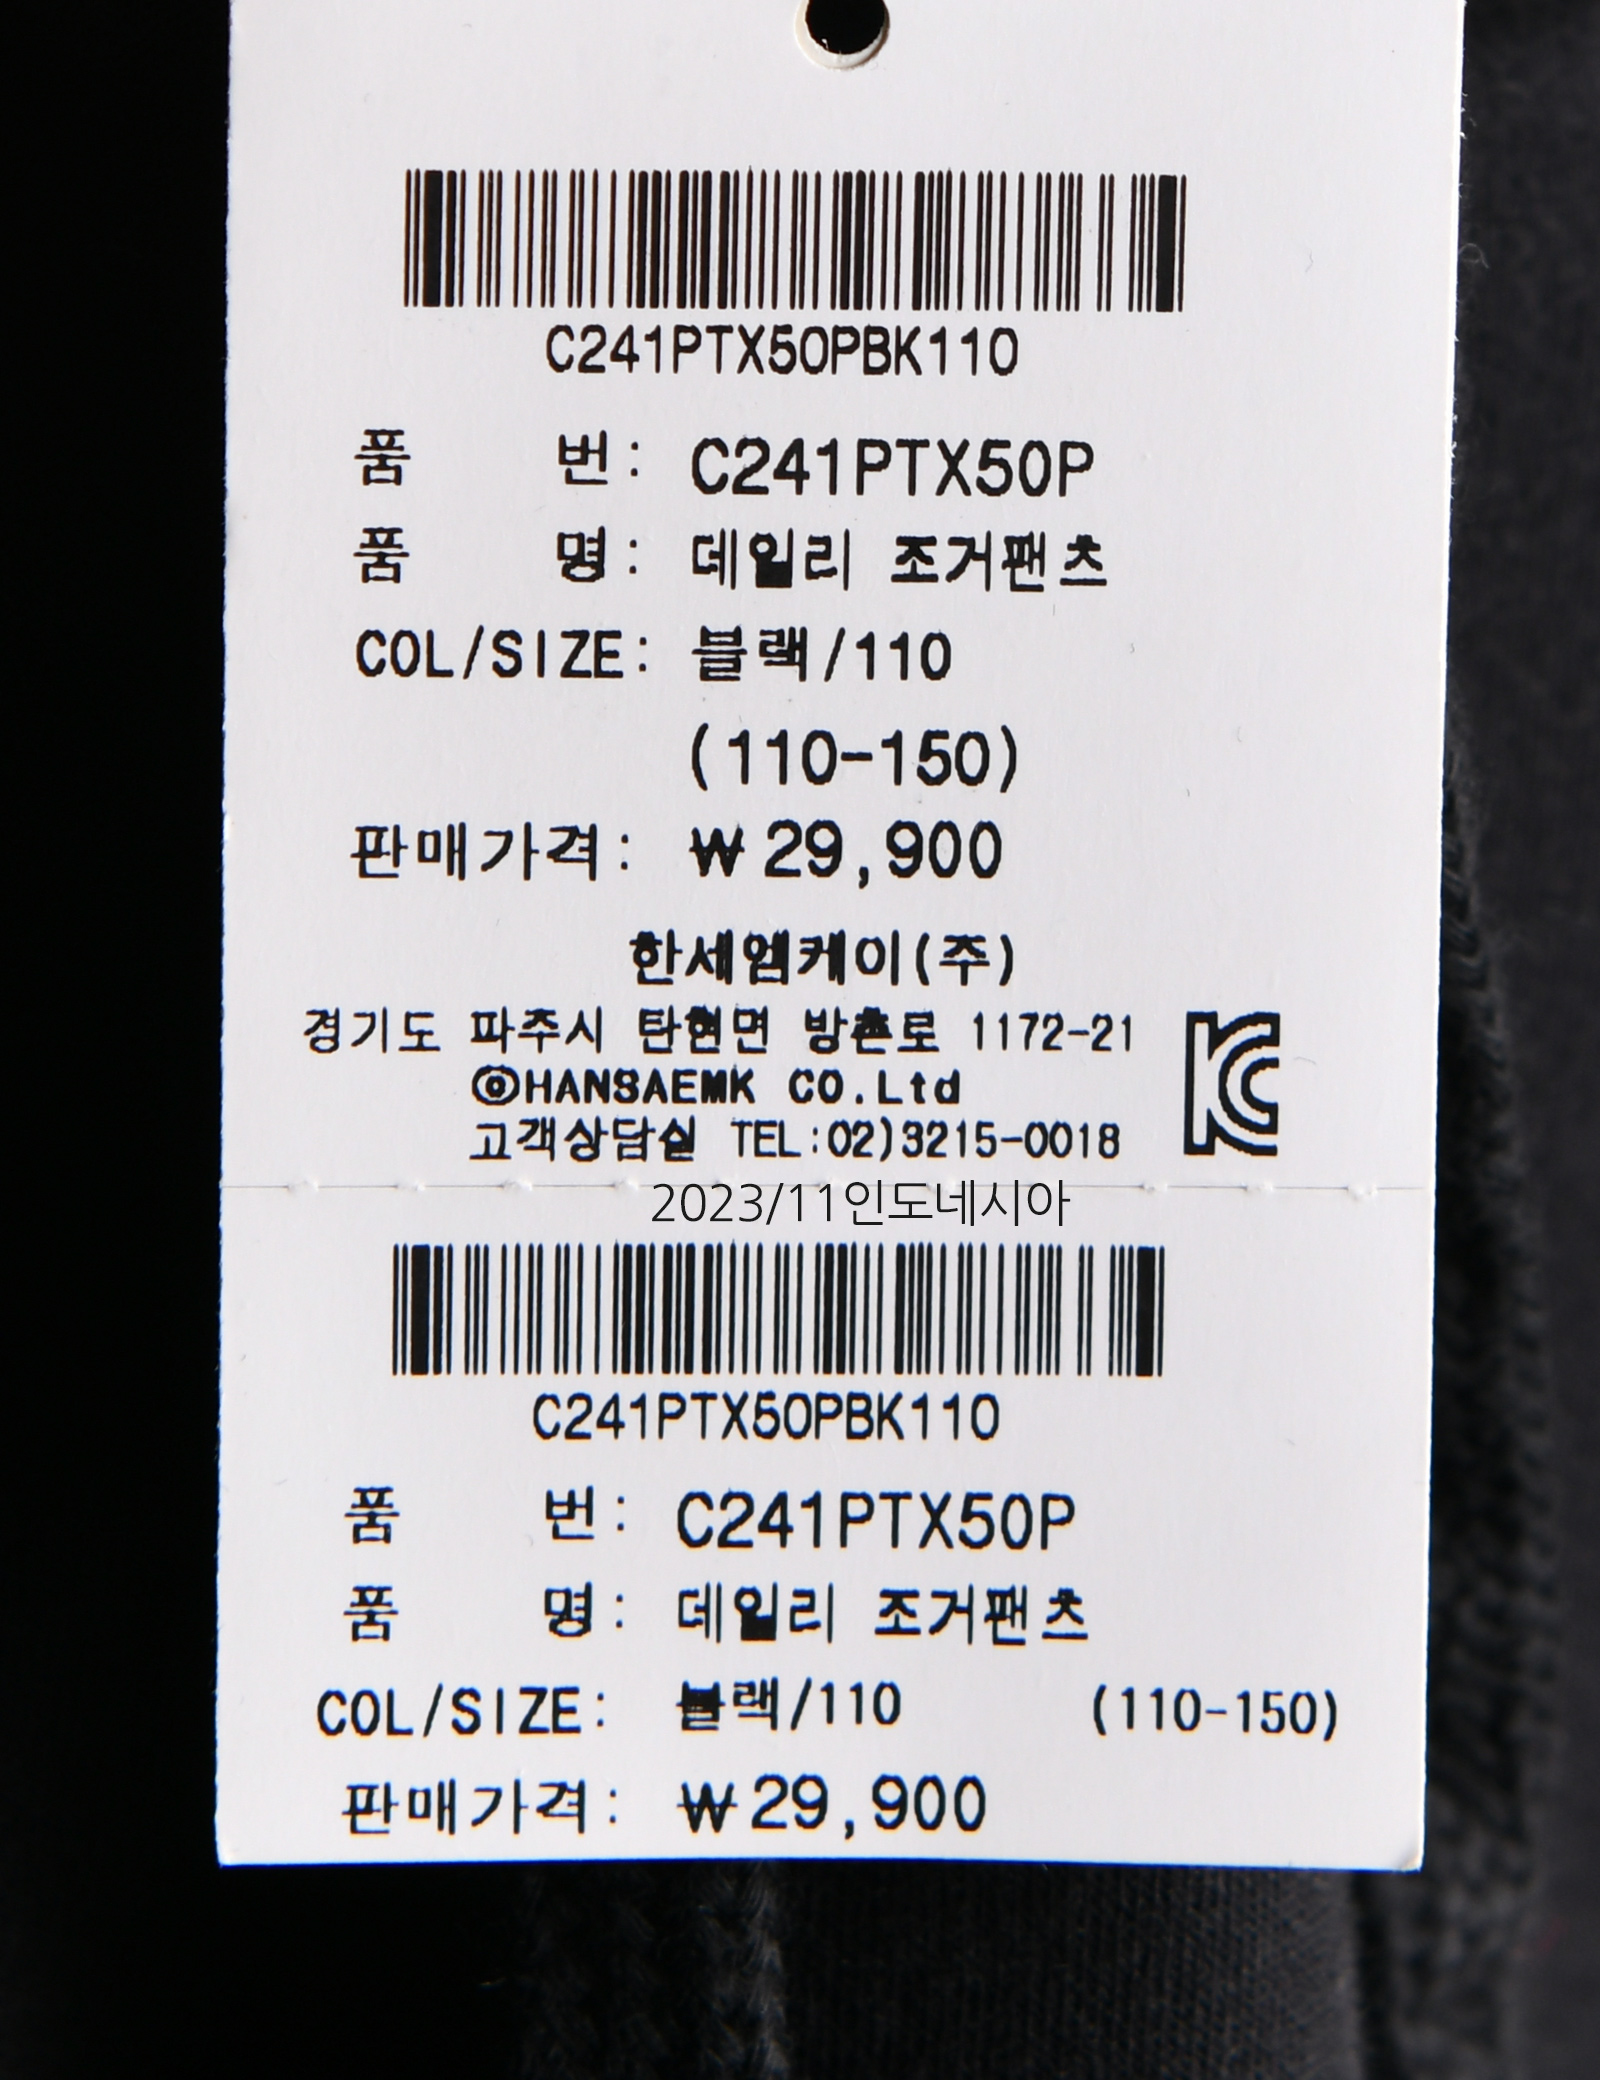 C241PTX50PBK110
품 번: C241PTX50P
품 명: 데일리 조거팬츠
COL/SIZE: 블랙/110
(110-150)
판매가격: ₩29,900
한세엠케이(주)
경기도 파주시 탄현면 방촌로 1172-21
©HANSAEMK CO.Ltd
고객상담실 TEL:02)3215-0018
2023/11인도네시아
C241PTX50PBK110
품 번: C241PTX50P
품 명: 데일리 조거팬츠
COL/SIZE: 블랙/110 (110-150)
판매가격: ₩29,900